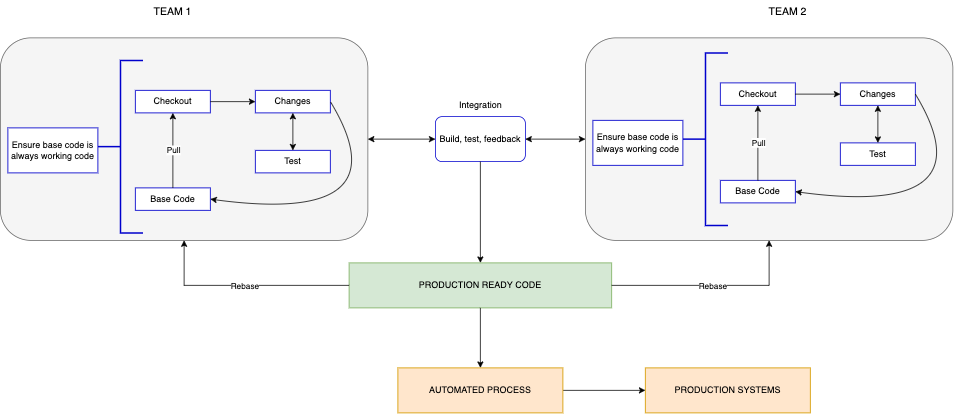 TEAM 1
TEAM 2
Checkout
Changes
Ensure base code is
always working code
Pull
Test
Base Code
Integration
Build, test, feedback
Checkout
Changes
Ensure base code is
always working code
Pull
Test
Base Code
Rebase
PRODUCTION READY CODE
Rebase
AUTOMATED PROCESS
PRODUCTION SYSTEMS